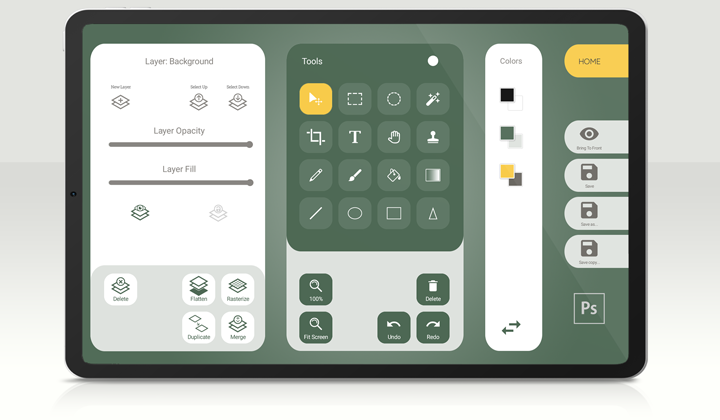 Layer: Background
New Layer
Select Up
Select Down
Layer Opacity
Layer Fill
Delete
Flatten
Rasterize
Duplicate
Merge
Tools
T
100%
Delete
Fit Screen
Undo
Redo
Colors
HOME
Bring To Front
Save
Save as...
Save copy...
Ps